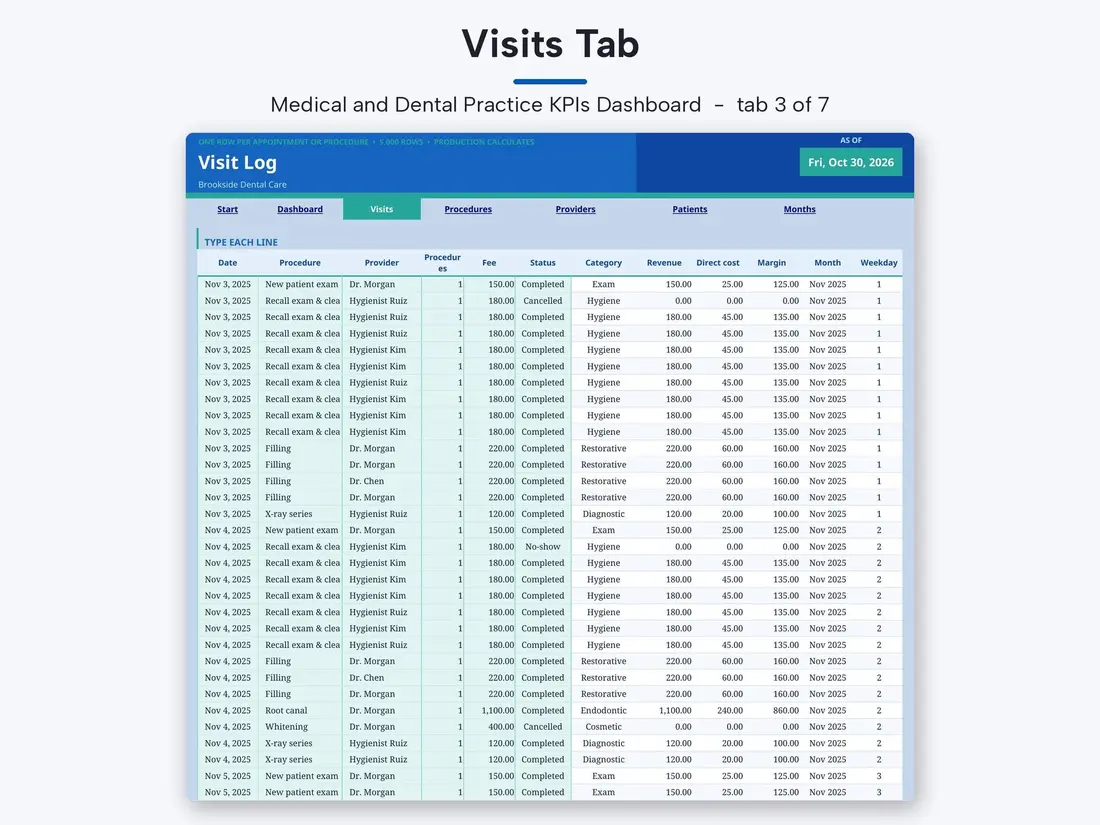 Visits Tab
Medical and Dental Practice KPIs Dashboard - tab 3 of 7
ONE ROW PER APPOINTMENT OR PROCEDURE • 5,000 ROWS • PRODUCTION CALCULATES
AS OF
Visit Log
Fri, Oct 30, 2026
Brookside Dental Care
Start Dashboard Visits Procedures Providers Patients Months
TYPE EACH LINE
Date Procedure Provider Procedur es Fee Status Category Revenue Direct cost Margin Month Weekday
Nov 3, 2025 New patient exam Dr. Morgan 1 150.00 Completed Exam 150.00 25.00 125.00 Nov 2025 1
Nov 3, 2025 Recall exam & clea Hygienist Ruiz 1 180.00 Cancelled Hygiene 0.00 0.00 0.00 Nov 2025 1
Nov 3, 2025 Recall exam & clea Hygienist Ruiz 1 180.00 Completed Hygiene 180.00 45.00 135.00 Nov 2025 1
Nov 3, 2025 Recall exam & clea Hygienist Ruiz 1 180.00 Completed Hygiene 180.00 45.00 135.00 Nov 2025 1
Nov 3, 2025 Recall exam & clea Hygienist Kim 1 180.00 Completed Hygiene 180.00 45.00 135.00 Nov 2025 1
Nov 3, 2025 Recall exam & clea Hygienist Kim 1 180.00 Completed Hygiene 180.00 45.00 135.00 Nov 2025 1
Nov 3, 2025 Recall exam & clea Hygienist Ruiz 1 180.00 Completed Hygiene 180.00 45.00 135.00 Nov 2025 1
Nov 3, 2025 Recall exam & clea Hygienist Kim 1 180.00 Completed Hygiene 180.00 45.00 135.00 Nov 2025 1
Nov 3, 2025 Recall exam & clea Hygienist Kim 1 180.00 Completed Hygiene 180.00 45.00 135.00 Nov 2025 1
Nov 3, 2025 Recall exam & clea Hygienist Kim 1 180.00 Completed Hygiene 180.00 45.00 135.00 Nov 2025 1
Nov 3, 2025 Filling Dr. Morgan 1 220.00 Completed Restorative 220.00 60.00 160.00 Nov 2025 1
Nov 3, 2025 Filling Dr. Morgan 1 220.00 Completed Restorative 220.00 60.00 160.00 Nov 2025 1
Nov 3, 2025 Filling Dr. Chen 1 220.00 Completed Restorative 220.00 60.00 160.00 Nov 2025 1
Nov 3, 2025 Filling Dr. Morgan 1 220.00 Completed Restorative 220.00 60.00 160.00 Nov 2025 1
Nov 3, 2025 X-ray series Hygienist Ruiz 1 120.00 Completed Diagnostic 120.00 20.00 100.00 Nov 2025 1
Nov 4, 2025 New patient exam Dr. Morgan 1 150.00 Completed Exam 150.00 25.00 125.00 Nov 2025 2
Nov 4, 2025 Recall exam & clea Hygienist Kim 1 180.00 No-show Hygiene 0.00 0.00 0.00 Nov 2025 2
Nov 4, 2025 Recall exam & clea Hygienist Kim 1 180.00 Completed Hygiene 180.00 45.00 135.00 Nov 2025 2
Nov 4, 2025 Recall exam & clea Hygienist Kim 1 180.00 Completed Hygiene 180.00 45.00 135.00 Nov 2025 2
Nov 4, 2025 Recall exam & clea Hygienist Kim 1 180.00 Completed Hygiene 180.00 45.00 135.00 Nov 2025 2
Nov 4, 2025 Recall exam & clea Hygienist Ruiz 1 180.00 Completed Hygiene 180.00 45.00 135.00 Nov 2025 2
Nov 4, 2025 Recall exam & clea Hygienist Kim 1 180.00 Completed Hygiene 180.00 45.00 135.00 Nov 2025 2
Nov 4, 2025 Recall exam & clea Hygienist Ruiz 1 180.00 Completed Hygiene 180.00 45.00 135.00 Nov 2025 2
Nov 4, 2025 Filling Dr. Morgan 1 220.00 Completed Restorative 220.00 60.00 160.00 Nov 2025 2
Nov 4, 2025 Filling Dr. Chen 1 220.00 Completed Restorative 220.00 60.00 160.00 Nov 2025 2
Nov 4, 2025 Filling Dr. Morgan 1 220.00 Completed Restorative 220.00 60.00 160.00 Nov 2025 2
Nov 4, 2025 Root canal Dr. Morgan 1 1,100.00 Completed Endodontic 1,100.00 240.00 860.00 Nov 2025 2
Nov 4, 2025 Whitening Dr. Morgan 1 400.00 Cancelled Cosmetic 0.00 0.00 0.00 Nov 2025 2
Nov 4, 2025 X-ray series Hygienist Ruiz 1 120.00 Completed Diagnostic 120.00 20.00 100.00 Nov 2025 2
Nov 4, 2025 X-ray series Hygienist Ruiz 1 120.00 Completed Diagnostic 120.00 20.00 100.00 Nov 2025 2
Nov 5, 2025 New patient exam Dr. Morgan 1 150.00 Completed Exam 150.00 25.00 125.00 Nov 2025 3
Nov 5, 2025 New patient exam Dr. Morgan 1 150.00 Completed Exam 150.00 25.00 125.00 Nov 2025 3